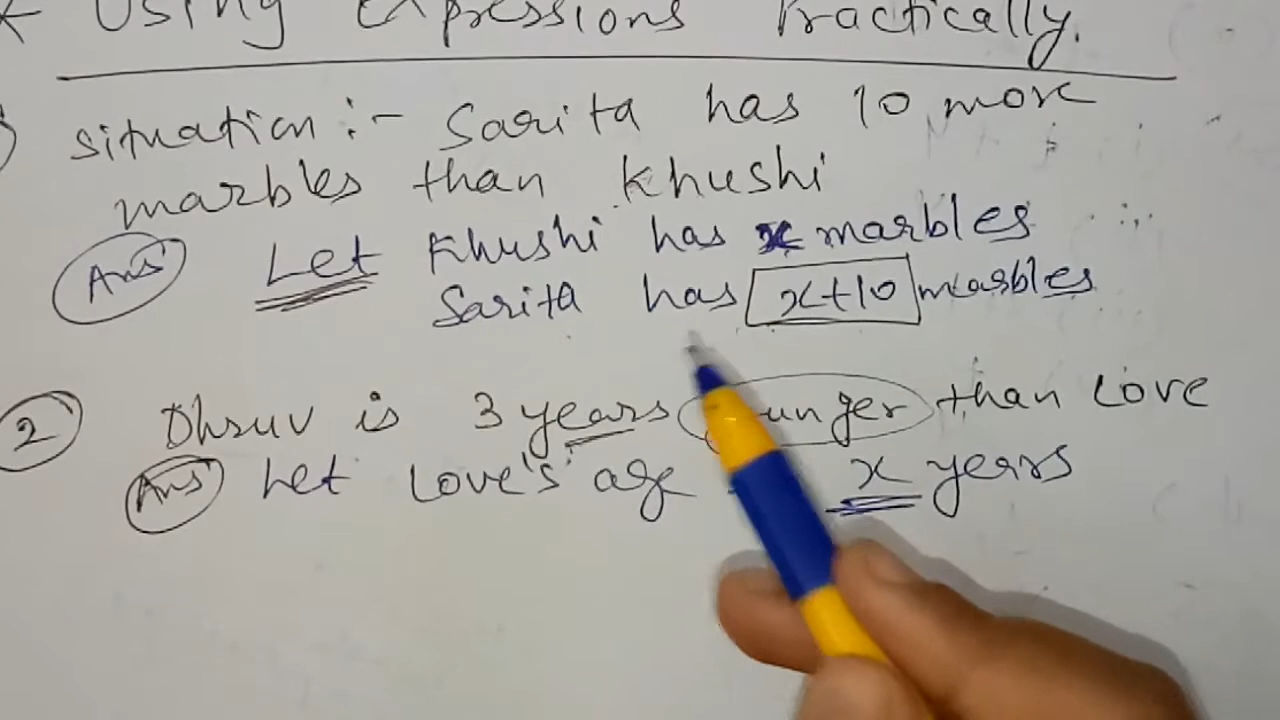 * Using Expressions Practically.
situation :- Sarita has 10 more
marbles than Khushi
Ans Let Khushi has x marbles
Sarita has x+10 marbles
2 Dhruv is 3 years younger than Love
Ans Let Love's age x years